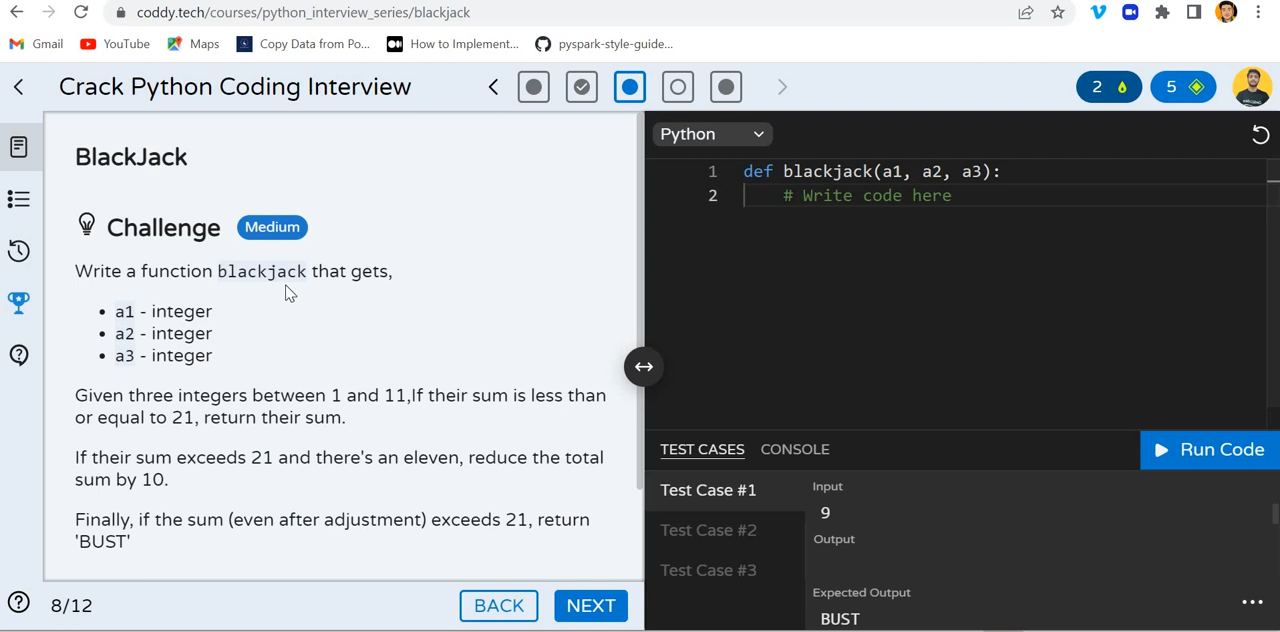 coddy.tech/courses/python_interview_series/blackjack
Gmail YouTube Maps Copy Data from Po... How to Implement... pyspark-style-guide...
Crack Python Coding Interview 2 5
BlackJack
Challenge Medium
Write a function blackjack that gets,
• a1 - integer
• a2 - integer
• a3 - integer
Given three integers between 1 and 11,If their sum is less than
or equal to 21, return their sum.
If their sum exceeds 21 and there's an eleven, reduce the total
sum by 10.
Finally, if the sum (even after adjustment) exceeds 21, return
'BUST'
8/12 BACK NEXT
Python
1 def blackjack(a1, a2, a3):
2 # Write code here
TEST CASES CONSOLE Run Code
Test Case #1
Test Case #2
Test Case #3
Input
9
Output
Expected Output
BUST